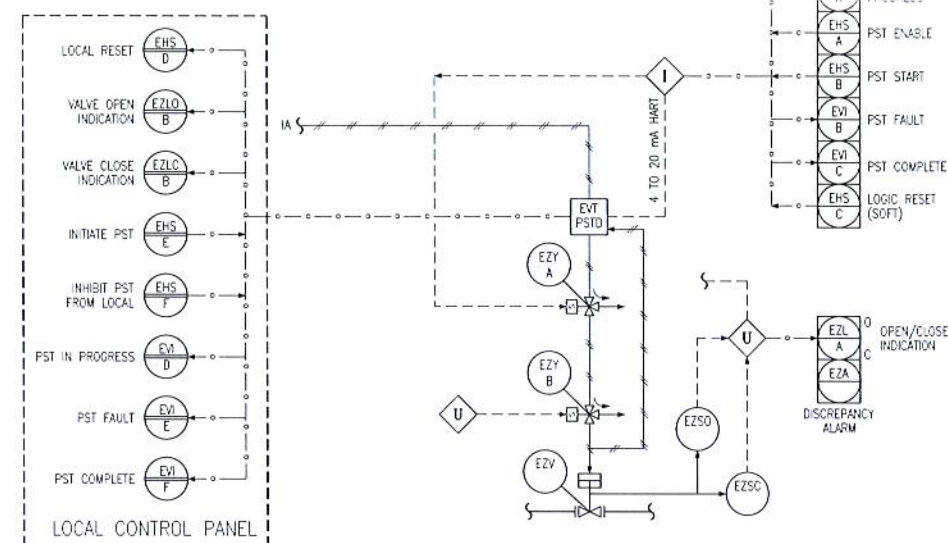 LOCAL RESET
EHS
D
VALVE OPEN
INDICATION
EZLO
B
VALVE CLOSE
INDICATION
EZLC
B
INITIATE PST
EHS
E
INHIBIT PST
FROM LOCAL
EHS
F
PST IN PROGRESS
EVI
D
PST FAULT
EVI
E
PST COMPLETE
EVI
F
LOCAL CONTROL PANEL
IA
I
4 TO 20 mA HART
EVT
PSTD
EZY
A
EZY
B
U
EZV
EHS
A
PST ENABLE
EHS
B
PST START
EVI
B
PST FAULT
EVI
C
PST COMPLETE
EHS
C
LOGIC RESET
(SOFT)
U
EZL
A
O
C
OPEN/CLOSE
INDICATION
EZA
DISCREPANCY
ALARM
EZSO
EZSC